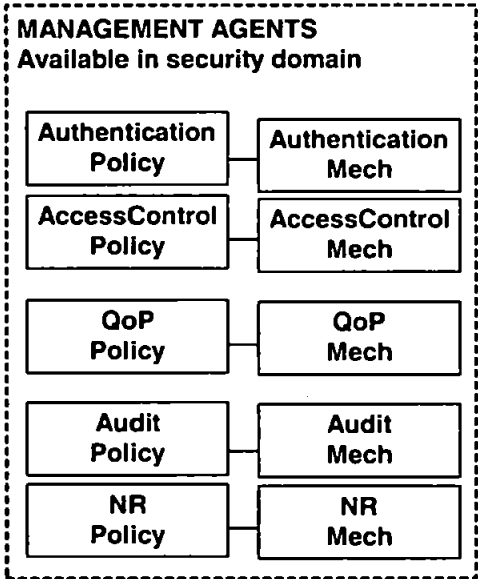 MANAGEMENT AGENTS
Available in security domain
Authentication
Policy
Authentication
Mech
AccessControl
Policy
AccessControl
Mech
QoP
Policy
QoP
Mech
Audit
Policy
Audit
Mech
NR
Policy
NR
Mech